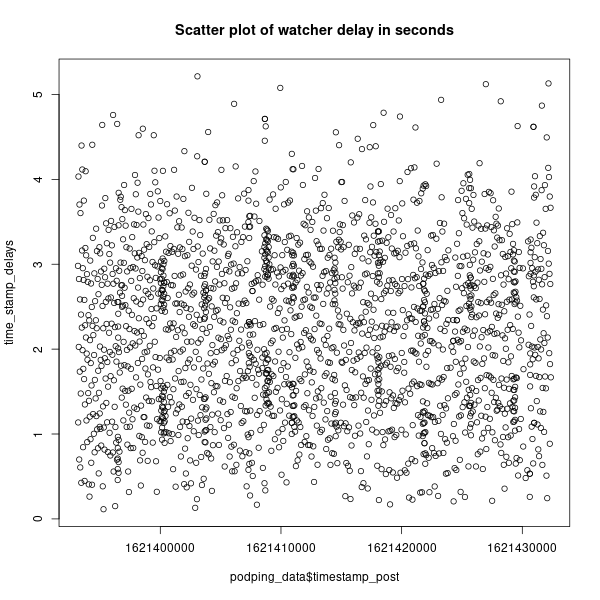 Scatter plot of watcher delay in seconds
time_stamp_delays
5
4
3
2
1
0
1621400000 1621410000 1621420000 1621430000
podping_data$timestamp_post